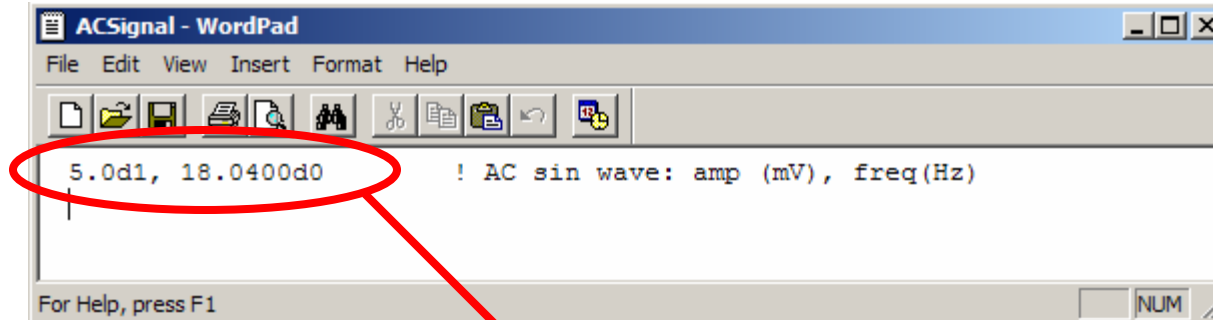 ACSignal - WordPad
File Edit View Insert Format Help
5.0d1, 18.0400d0 ! AC sin wave: amp (mV), freq(Hz)
For Help, press F1 NUM